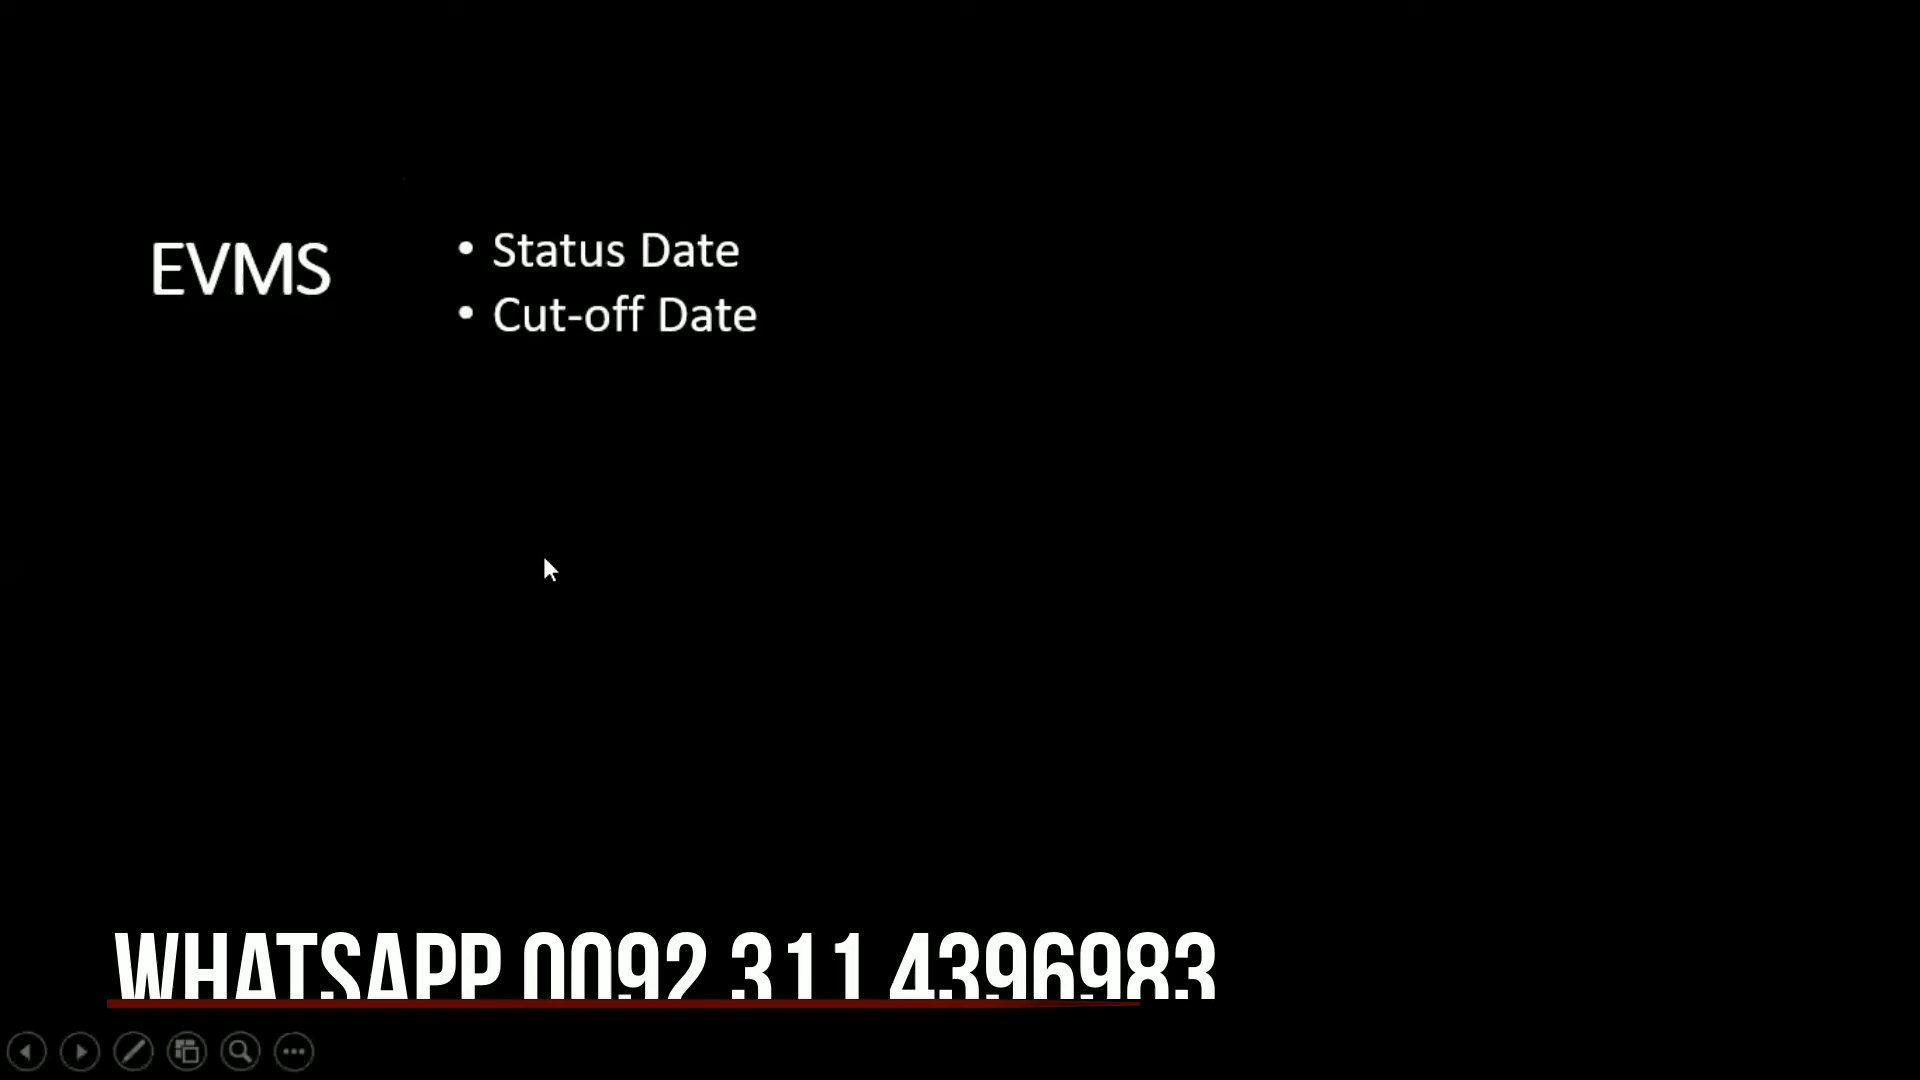 EVMS
• Status Date
• Cut-off Date
WHATSAPP 0092 311 4396983